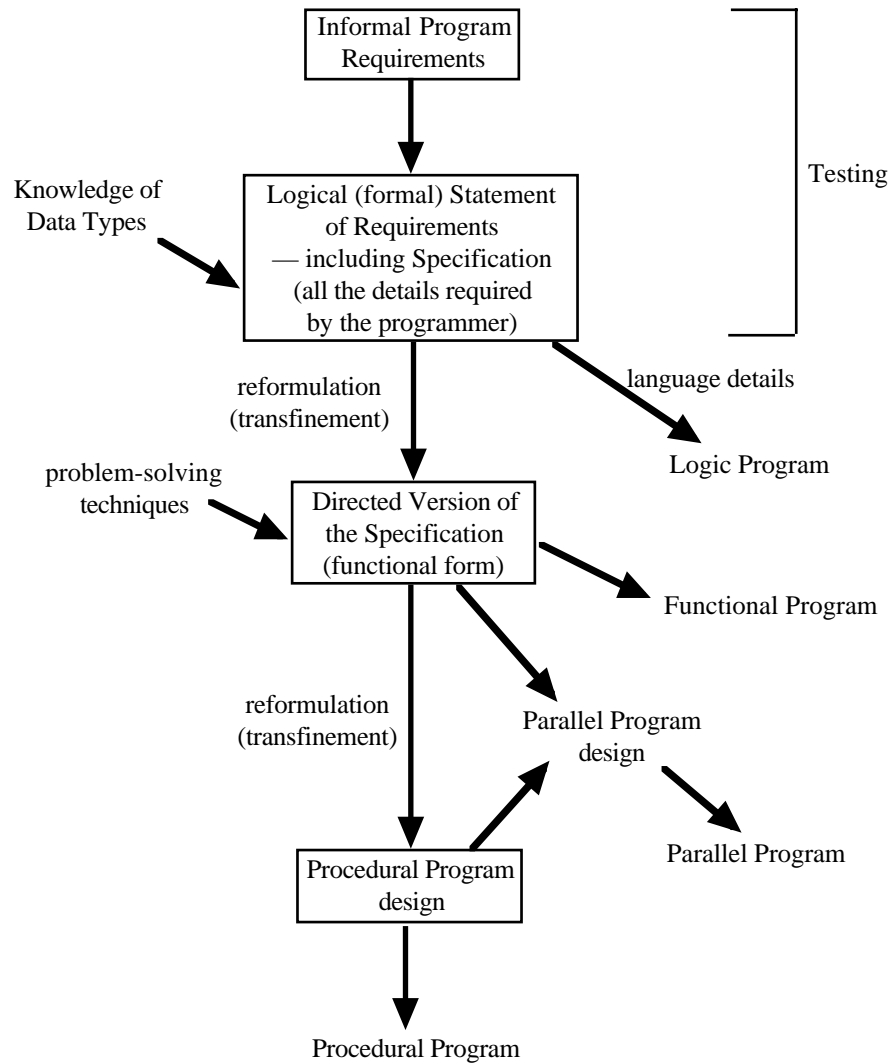 Informal Program
Requirements
Testing
Knowledge of
Data Types
Logical (formal) Statement
of Requirements
— including Specification
(all the details required
by the programmer)
reformulation
(transfinement)
language details
Logic Program
problem-solving
techniques
Directed Version of
the Specification
(functional form)
Functional Program
reformulation
(transfinement)
Parallel Program
design
Parallel Program
Procedural Program
design
Procedural Program